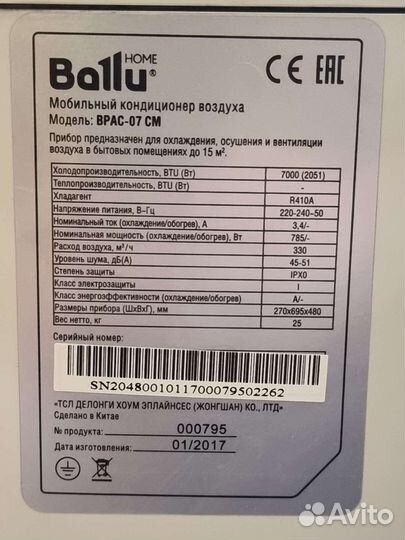 HOME
Ballu®
CE EAC
Мобильный кондиционер воздуха
Модель: BPAC-07 CM
Прибор предназначен для охлаждения, осушения и вентиляции
воздуха в бытовых помещениях до 15 м².
Холодопроизводительность, BTU (Вт) 7000 (2051)
Теплопроизводительность, BTU (Вт) -
Хладагент R410A
Напряжение питания, В~Гц 220-240~50
Номинальный ток (охлаждение/обогрев), А 3,4/-
Номинальная мощность (охлаждение/обогрев), Вт 785/-
Расход воздуха, м³/ч 330
Уровень шума, дБ(А) 45-51
Степень защиты IPX0
Класс электрозащиты I
Класс энергоэффективности (охлаждение/обогрев) A/-
Размеры прибора (ШхВхГ), мм 270х695х480
Вес нетто, кг 25
Серийный номер:
SN2048001011700079502262
"ТСЛ ДЕЛОНГИ ХОУМ ЭПЛАЙНСЕС (ЖОНГШАН) КО., ЛТД"
Сделано в Китае
№ продукта: 000795
Дата изготовления: 01/2017
Avito